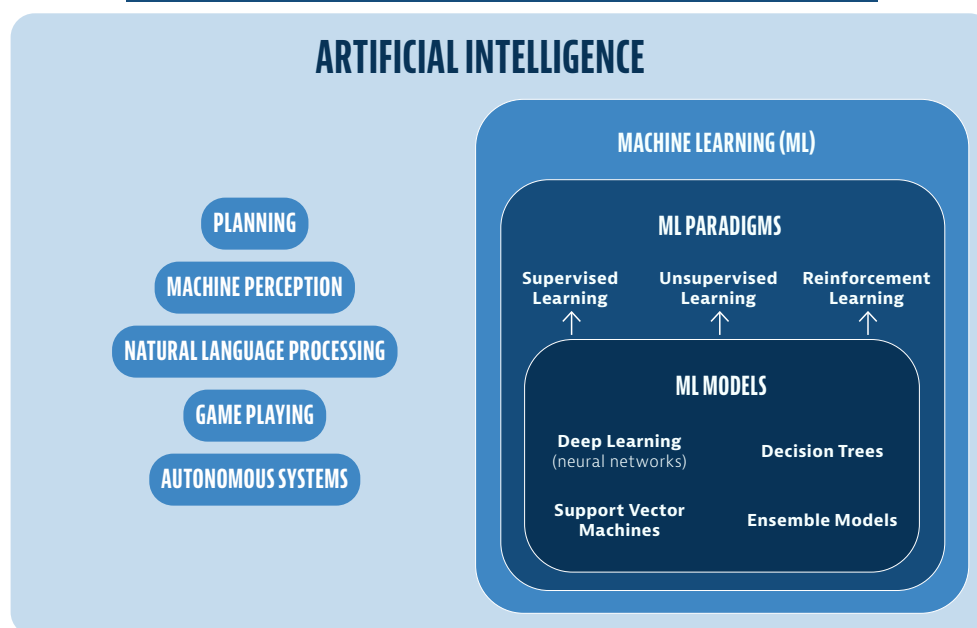 ARTIFICIAL INTELLIGENCE
PLANNING
MACHINE PERCEPTION
NATURAL LANGUAGE PROCESSING
GAME PLAYING
AUTONOMOUS SYSTEMS
MACHINE LEARNING (ML)
ML PARADIGMS
Supervised
Learning
Unsupervised
Learning
Reinforcement
Learning
ML MODELS
Deep Learning
(neural networks)
Decision Trees
Support Vector
Machines
Ensemble Models